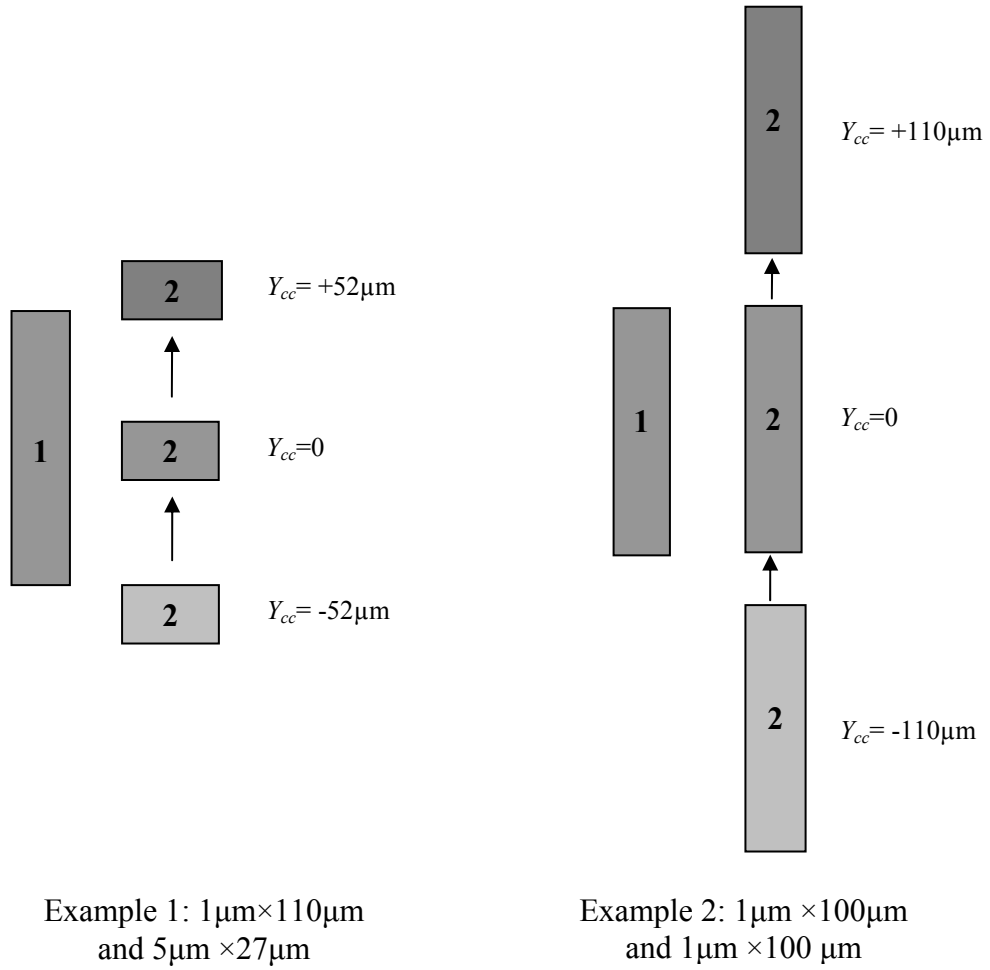 2
Y_cc= +52µm
1
2
Y_cc=0
2
Y_cc= -52µm
Example 1: 1µm×110µm
and 5µm ×27µm
2
Y_cc= +110µm
1
2
Y_cc=0
2
Y_cc= -110µm
Example 2: 1µm ×100µm
and 1µm ×100 µm